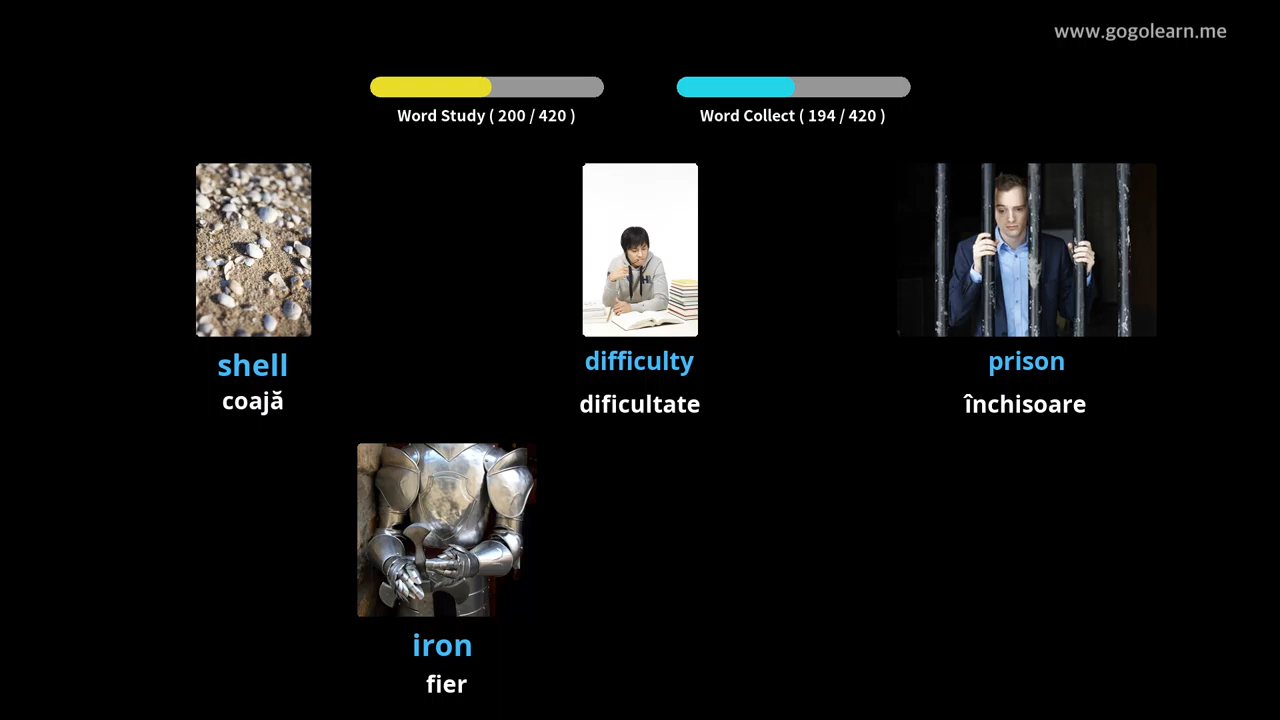 www.gogolearn.me
Word Study ( 200 / 420 )
Word Collect ( 194 / 420 )
shell
coajă
difficulty
dificultate
prison
închisoare
iron
fier